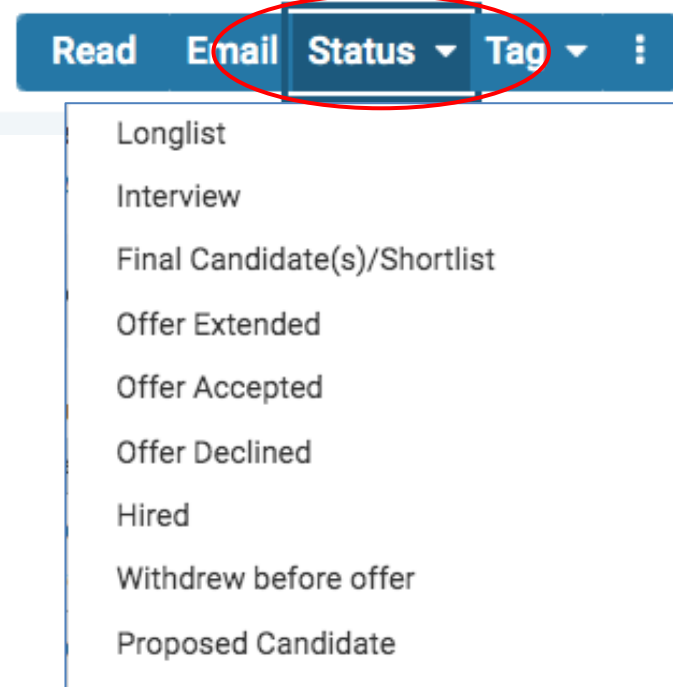 Read Email Status Tag
Longlist
Interview
Final Candidate(s)/Shortlist
Offer Extended
Offer Accepted
Offer Declined
Hired
Withdrew before offer
Proposed Candidate